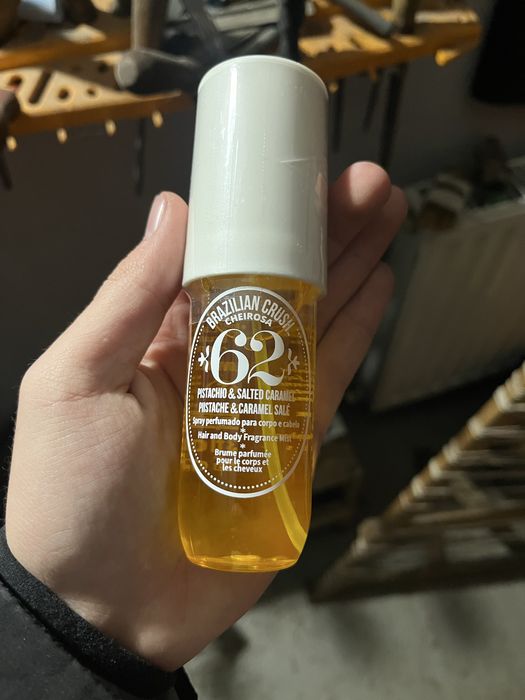 BRAZILIAN CRUSH
CHEIROSA
62
PISTACHIO & SALTED CARAMEL
PISTACHE & CARAMEL SALÉ
Spray perfumado para corpo e cabelo
Hair and Body Fragrance Mist
Brume parfumée
pour le corps et
les cheveux